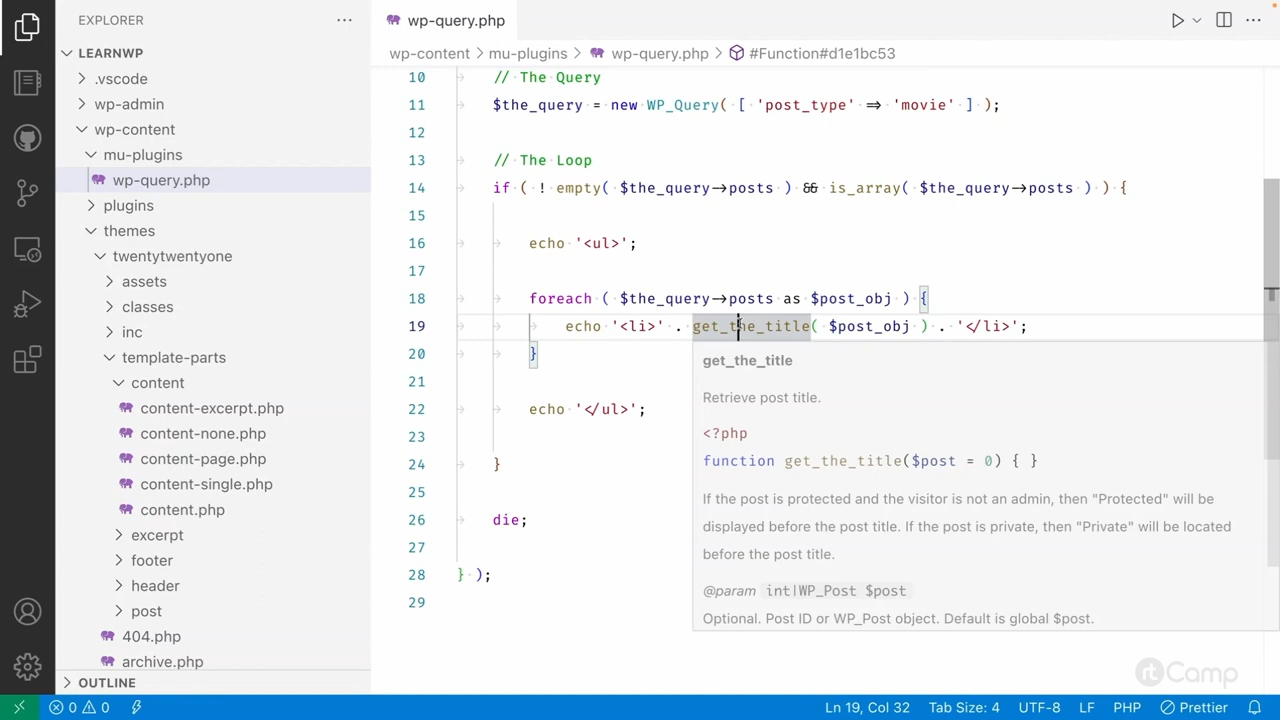 EXPLORER
LEARNWP
.vscode
wp-admin
wp-content
mu-plugins
wp-query.php
plugins
themes
twentytwentyone
assets
classes
inc
template-parts
content
content-excerpt.php
content-none.php
content-page.php
content-single.php
content.php
excerpt
footer
header
post
404.php
archive.php
OUTLINE
wp-query.php
wp-content > mu-plugins > wp-query.php > #Function#d1e1bc53
10 // The Query
11 $the_query = new WP_Query( [ 'post_type' => 'movie' ] );
12
13 // The Loop
14 if ( ! empty( $the_query->posts ) && is_array( $the_query->posts ) ) {
15
16 echo '<ul>';
17
18 foreach ( $the_query->posts as $post_obj ) {
19 echo '<li>' . get_the_title( $post_obj ) . '</li>';
20 }
21
22 echo '</ul>';
23
24 }
25
26 die;
27
28 } );
29
get_the_title
Retrieve post title.
<?php
function get_the_title($post = 0) { }
If the post is protected and the visitor is not an admin, then "Protected" will be
displayed before the post title. If the post is private, then "Private" will be located
before the post title.
@param int|WP_Post $post
Optional. Post ID or WP_Post object. Default is global $post.
rtCamp
0 0 Ln 19, Col 32 Tab Size: 4 UTF-8 LF PHP Prettier